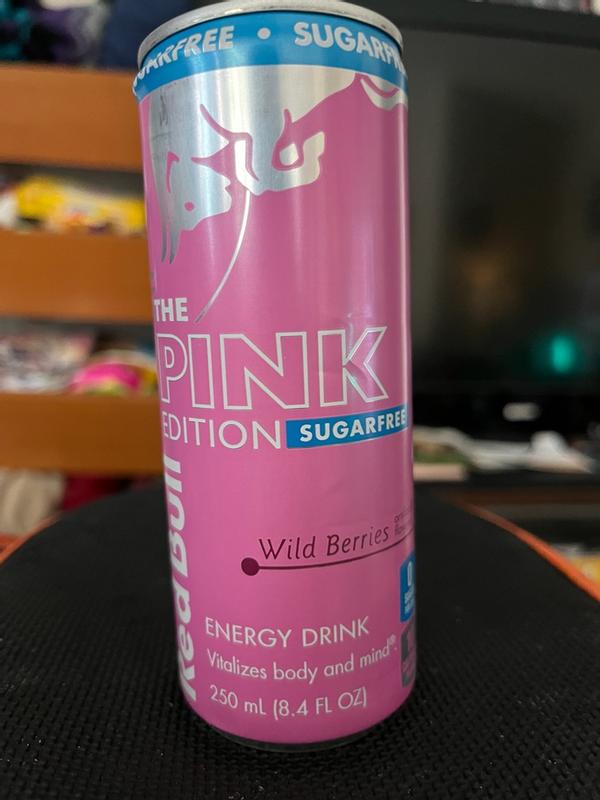 SUGARFREE • SUGARFR
THE
PINK
EDITION SUGARFREE
Red Bull
Wild Berries
ENERGY DRINK
Vitalizes body and mind®.
250 mL (8.4 FL OZ)